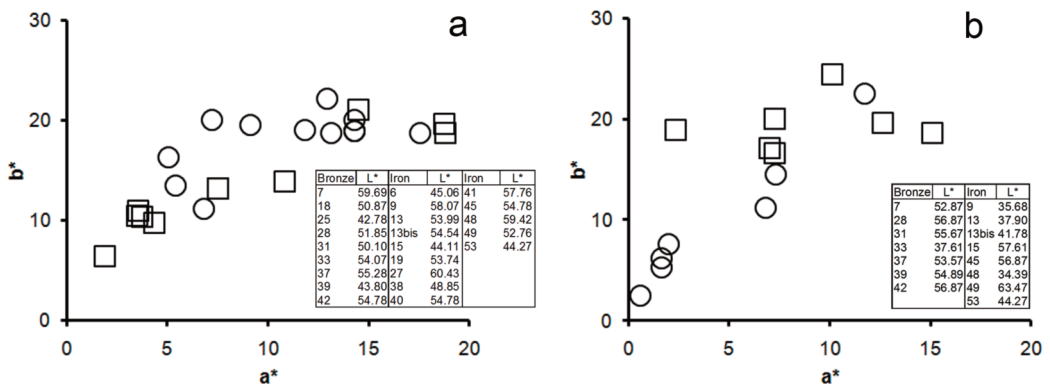 a
b*
30
20
10
0
0 5 10 15 20
a*
Bronze L* Iron L* Iron L*
7 59.69 6 45.06 41 57.76
18 50.87 9 58.07 45 54.78
25 42.78 13 53.99 48 59.42
28 51.85 13bis 54.54 49 52.76
31 50.10 15 44.11 53 44.27
33 54.07 19 53.74
37 55.28 27 60.43
39 43.80 38 48.85
42 54.78 40 54.78
b
b*
30
20
10
0
0 5 10 15 20
a*
Bronze L* Iron L*
7 52.87 9 35.68
28 56.87 13 37.90
31 55.67 13bis 41.78
33 37.61 15 57.61
37 53.57 45 56.87
39 54.89 48 34.39
42 56.87 49 63.47
53 44.27